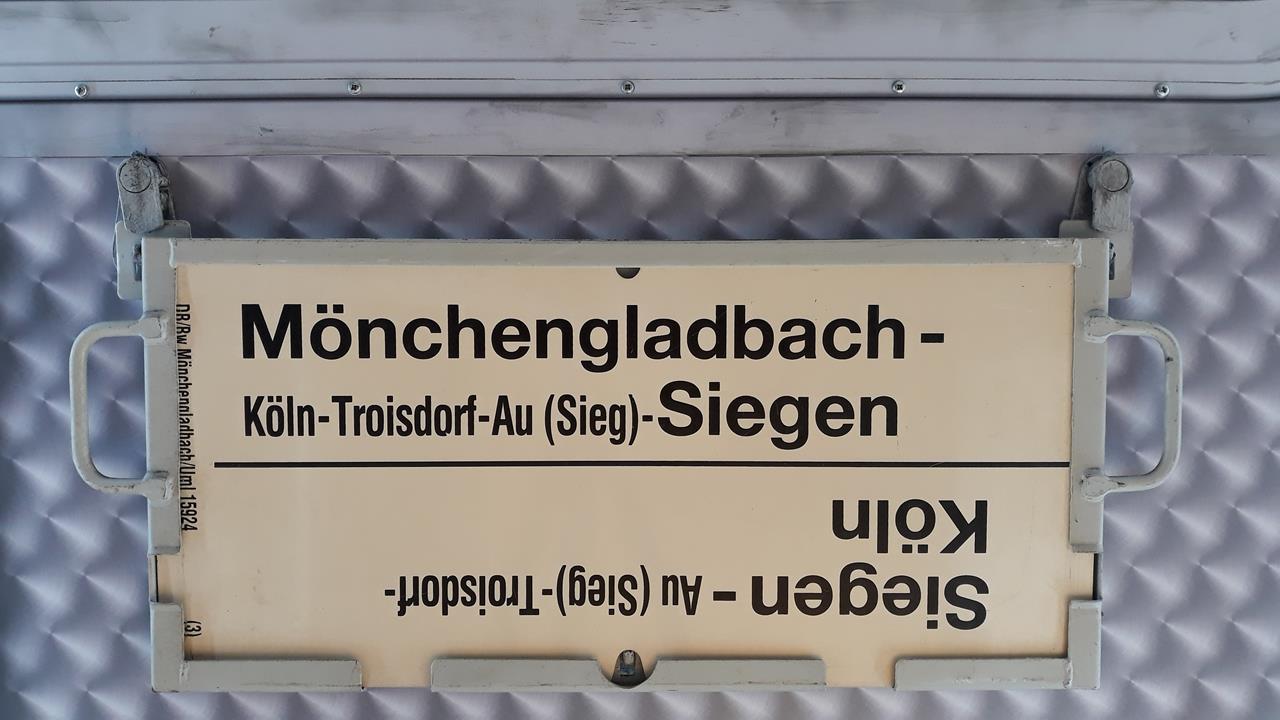 Mönchengladbach-
Köln-Troisdorf-Au (Sieg)-Siegen
Siegen - Au (Sieg)-Troisdorf-
Köln
DB/Bw Mönchengladbach/Uml 15924
(3)